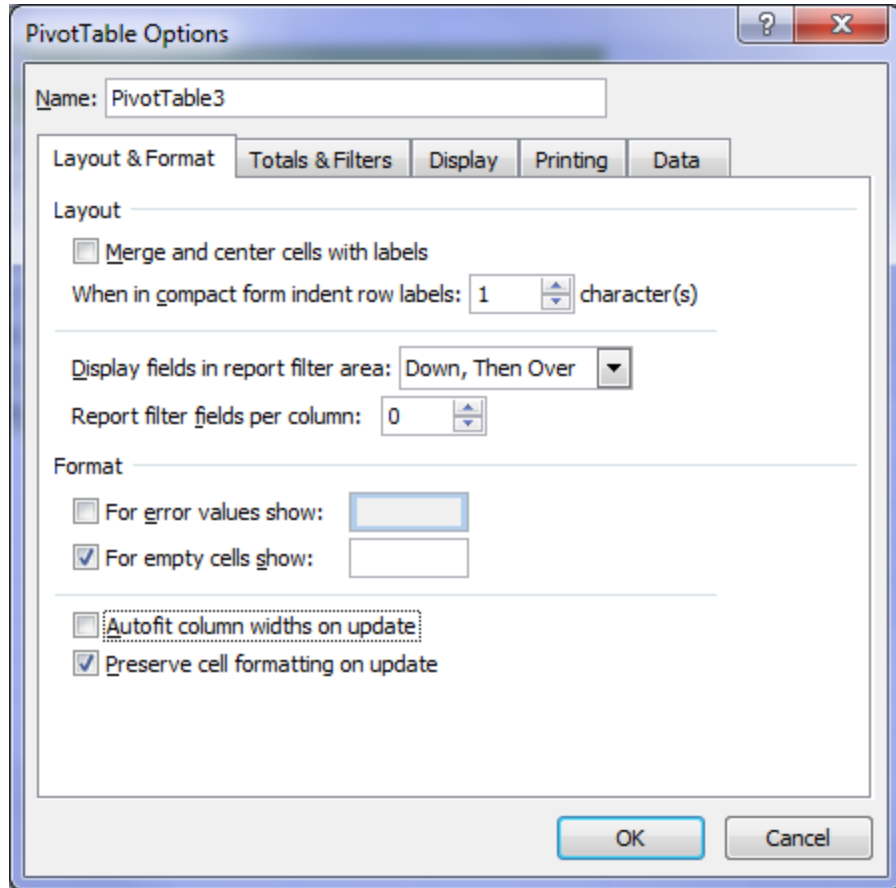 PivotTable Options
?
Name: PivotTable3
Layout & Format Totals & Filters Display Printing Data
Layout
Merge and center cells with labels
When in compact form indent row labels: 1 character(s)
Display fields in report filter area: Down, Then Over
Report filter fields per column: 0
Format
For error values show:
For empty cells show:
Autofit column widths on update
Preserve cell formatting on update
OK Cancel